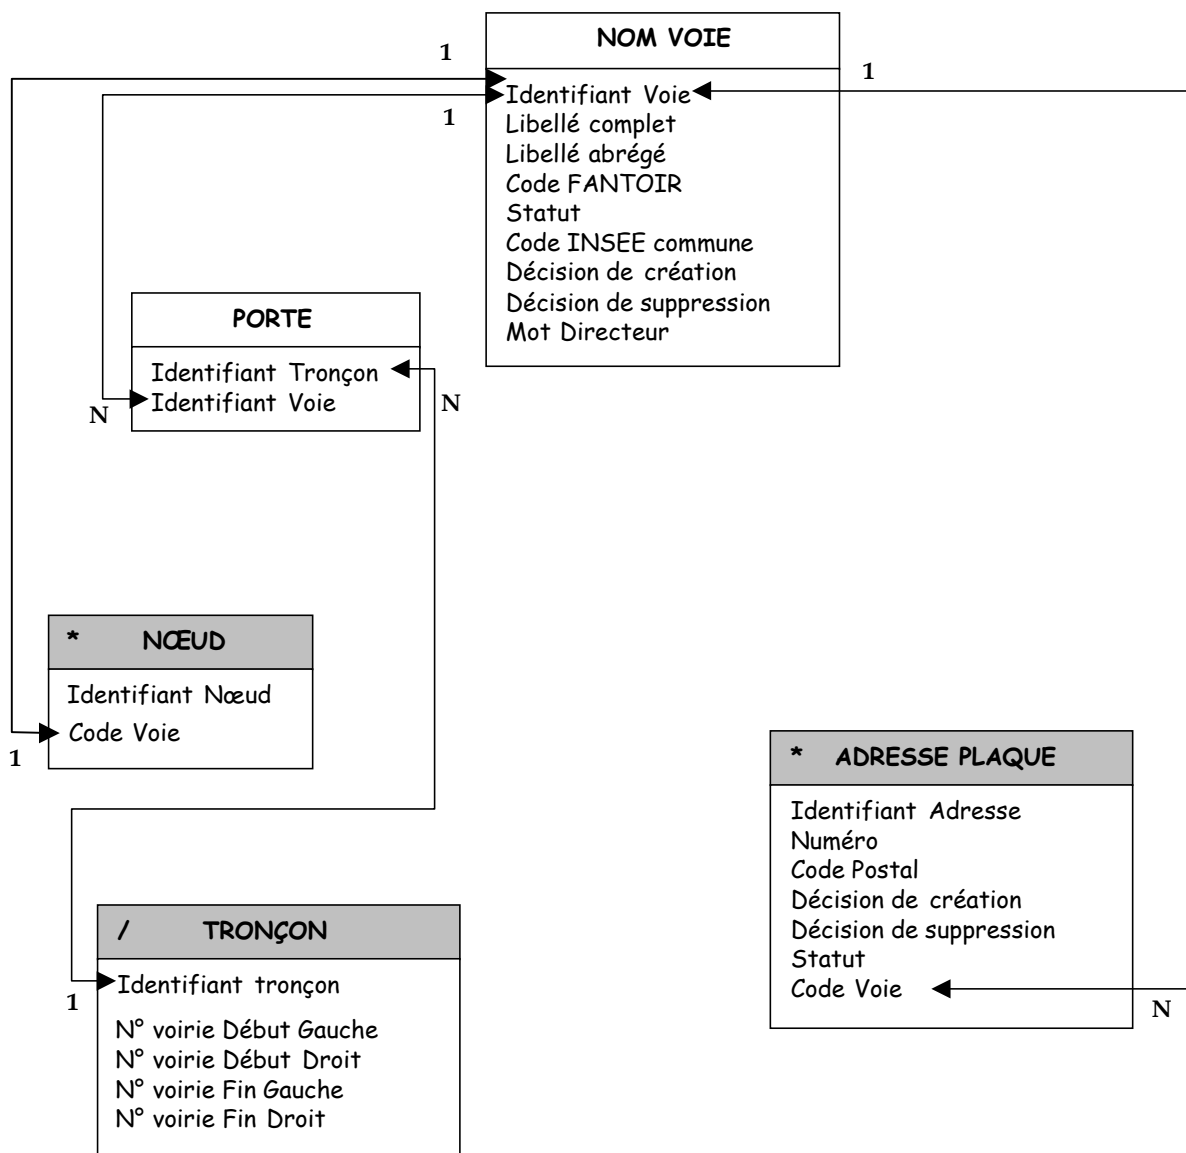 NOM VOIE
1
1
1
Identifiant Voie
Libellé complet
Libellé abrégé
Code FANTOIR
Statut
Code INSEE commune
Décision de création
Décision de suppression
Mot Directeur
PORTE
Identifiant Tronçon
Identifiant Voie
N
N
* NŒUD
Identifiant Nœud
Code Voie
1
* ADRESSE PLAQUE
Identifiant Adresse
Numéro
Code Postal
Décision de création
Décision de suppression
Statut
Code Voie
N
/ TRONÇON
Identifiant tronçon
1
N° voirie Début Gauche
N° voirie Début Droit
N° voirie Fin Gauche
N° voirie Fin Droit